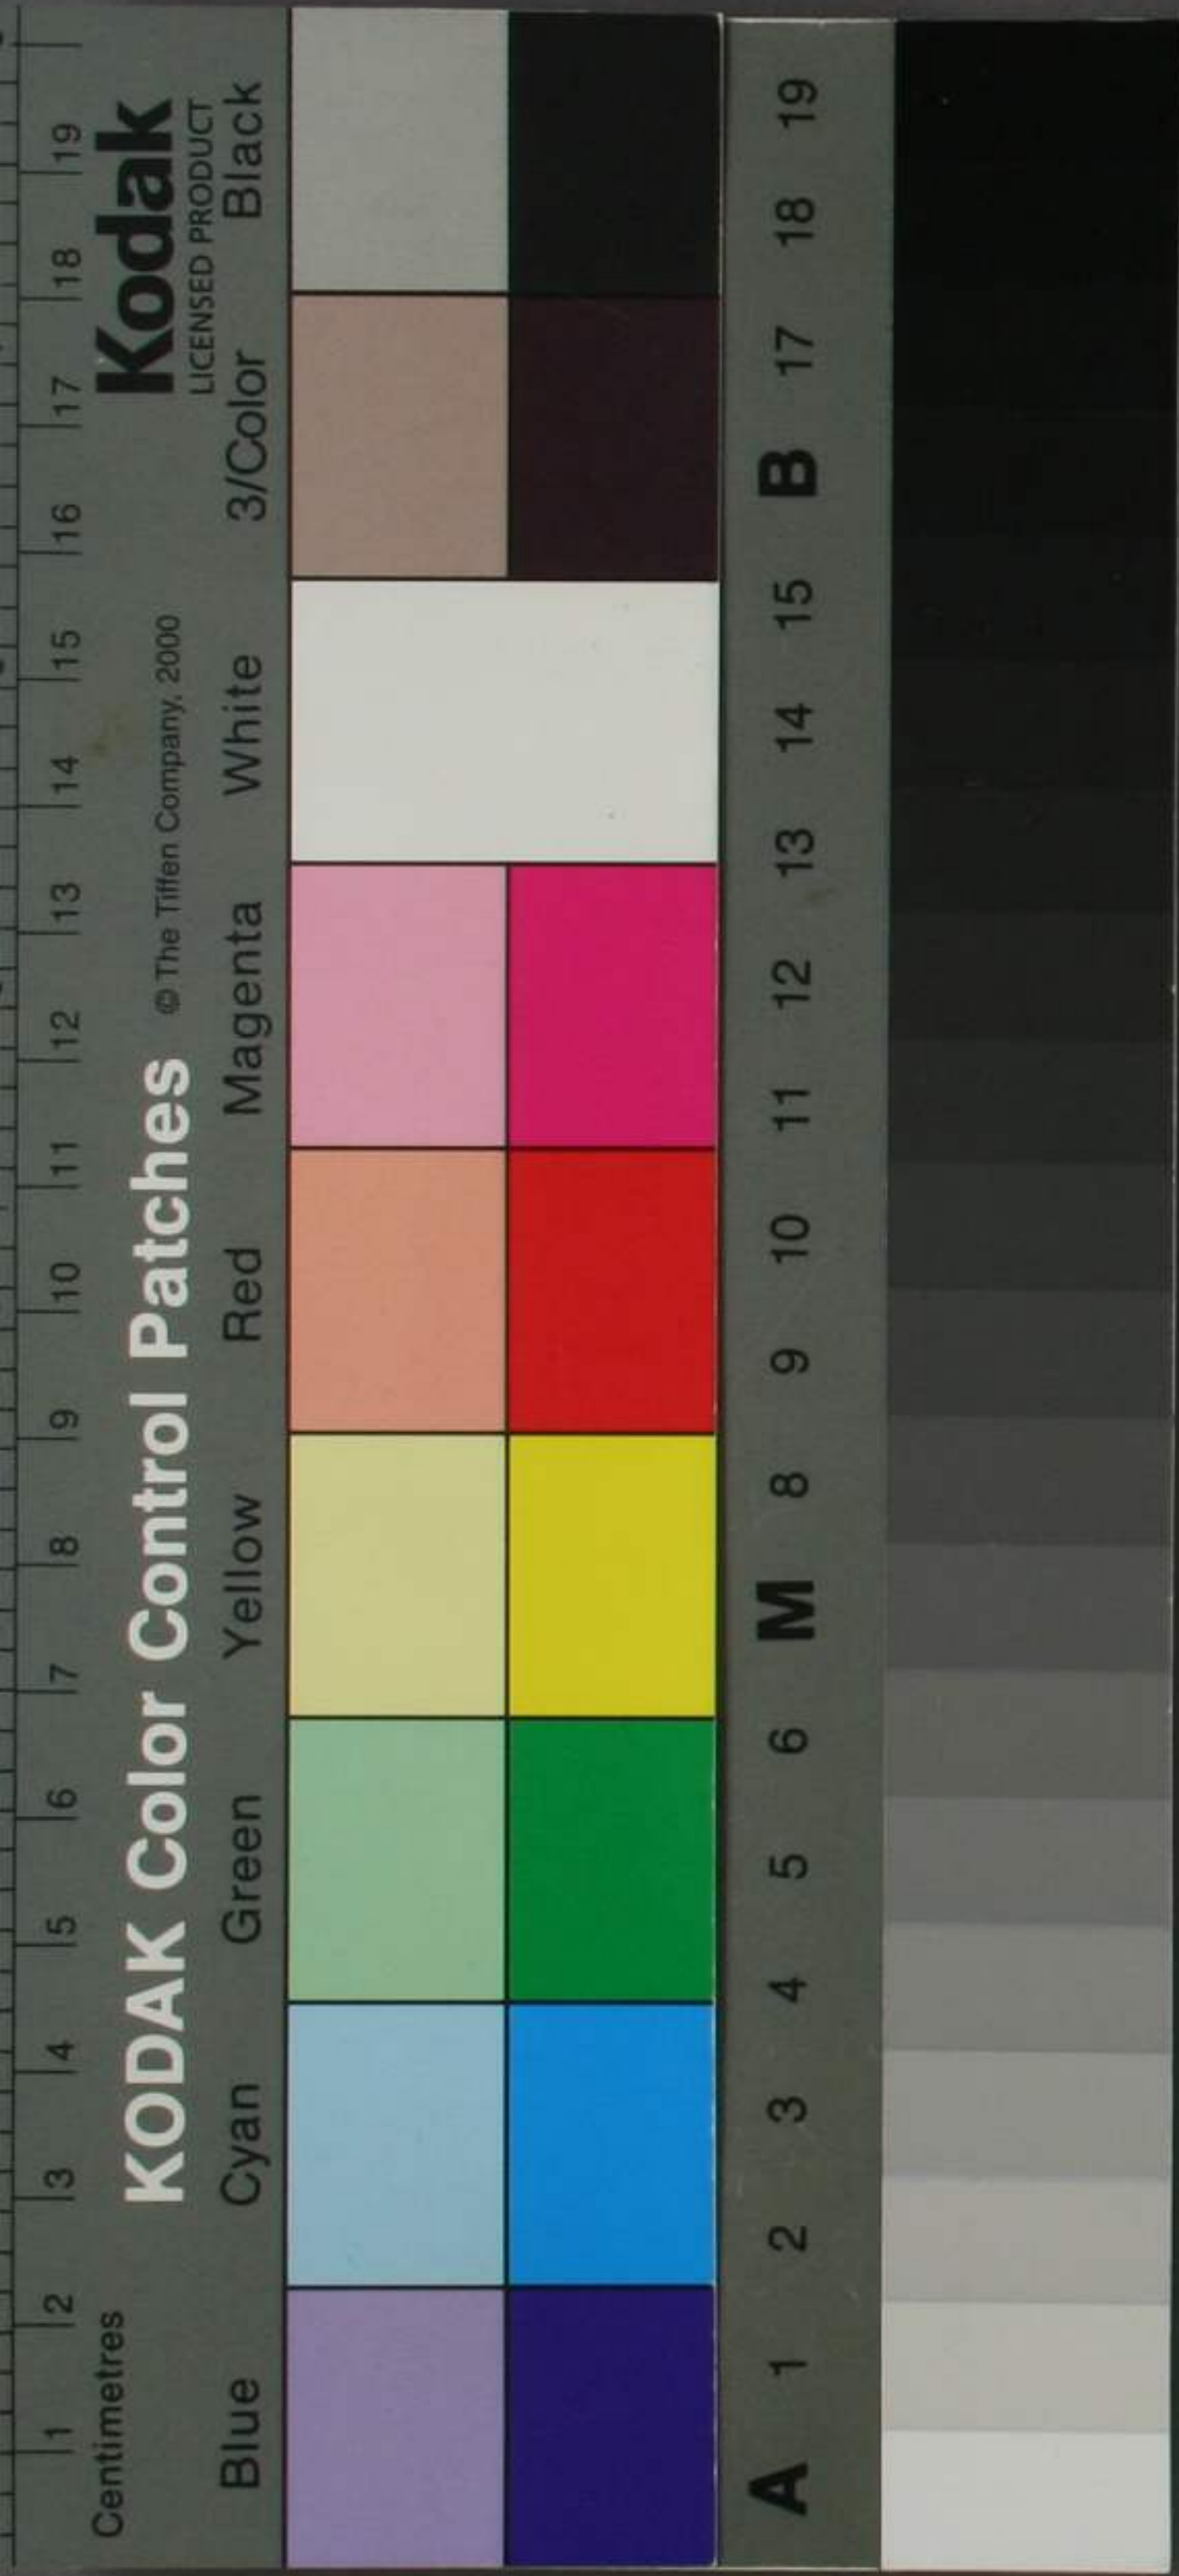 Centimetres
1 2 3 4 5 6 7 8 9 10 11 12 13 14 15 16 17 18 19
KODAK Color Control Patches © The Tiffen Company, 2000
Kodak
LICENSED PRODUCT
Blue Cyan Green Yellow Red Magenta White 3/Color Black
A 1 2 3 4 5 6 M 8 9 10 11 12 13 14 15 B 17 18 19